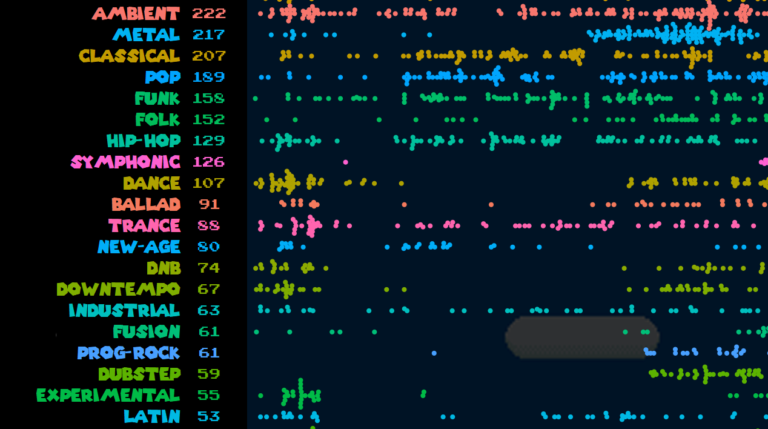 AMBIENT 222
METAL 217
CLASSICAL 207
POP 189
FUNK 158
FOLK 152
HIP-HOP 129
SYMPHONIC 126
DANCE 107
BALLAD 91
TRANCE 88
NEW-AGE 80
DNB 74
DOWNTEMPO 67
INDUSTRIAL 63
FUSION 61
PROG-ROCK 61
DUBSTEP 59
EXPERIMENTAL 55
LATIN 53